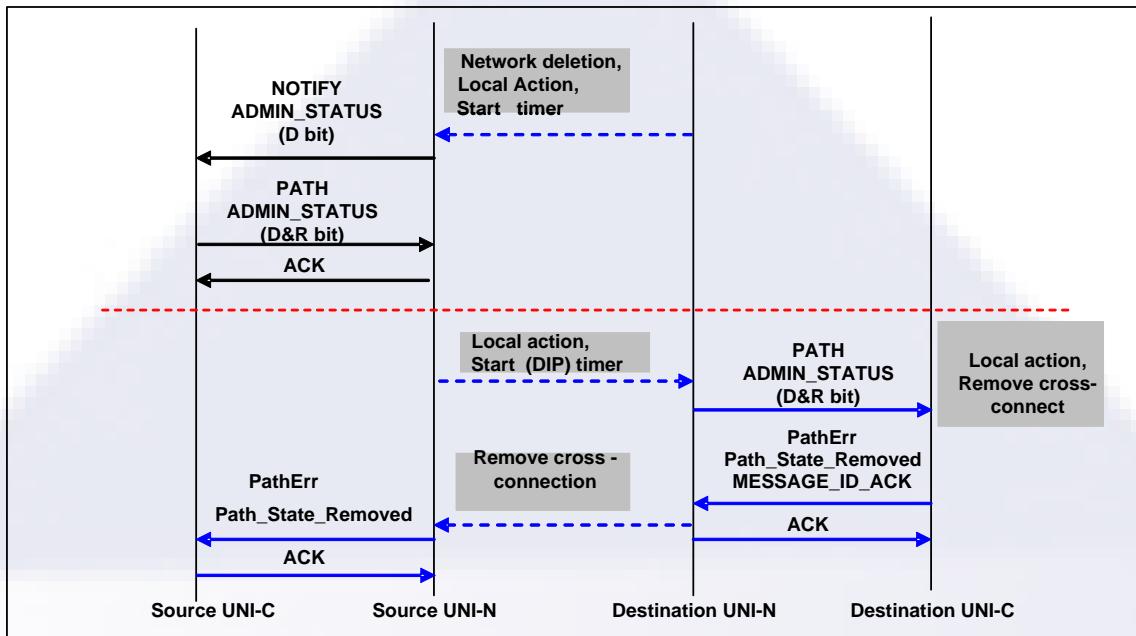 Network deletion,
Local Action,
Start timer
NOTIFY
ADMIN_STATUS
(D bit)
PATH
ADMIN_STATUS
(D&R bit)
ACK
Local action,
Start (DIP) timer
PATH
ADMIN_STATUS
(D&R bit)
Local action,
Remove cross-
connect
PathErr
Path_State_Removed
MESSAGE_ID_ACK
Remove cross -
connection
PathErr
Path_State_Removed
ACK
ACK
Source UNI-C
Source UNI-N
Destination UNI-N
Destination UNI-C